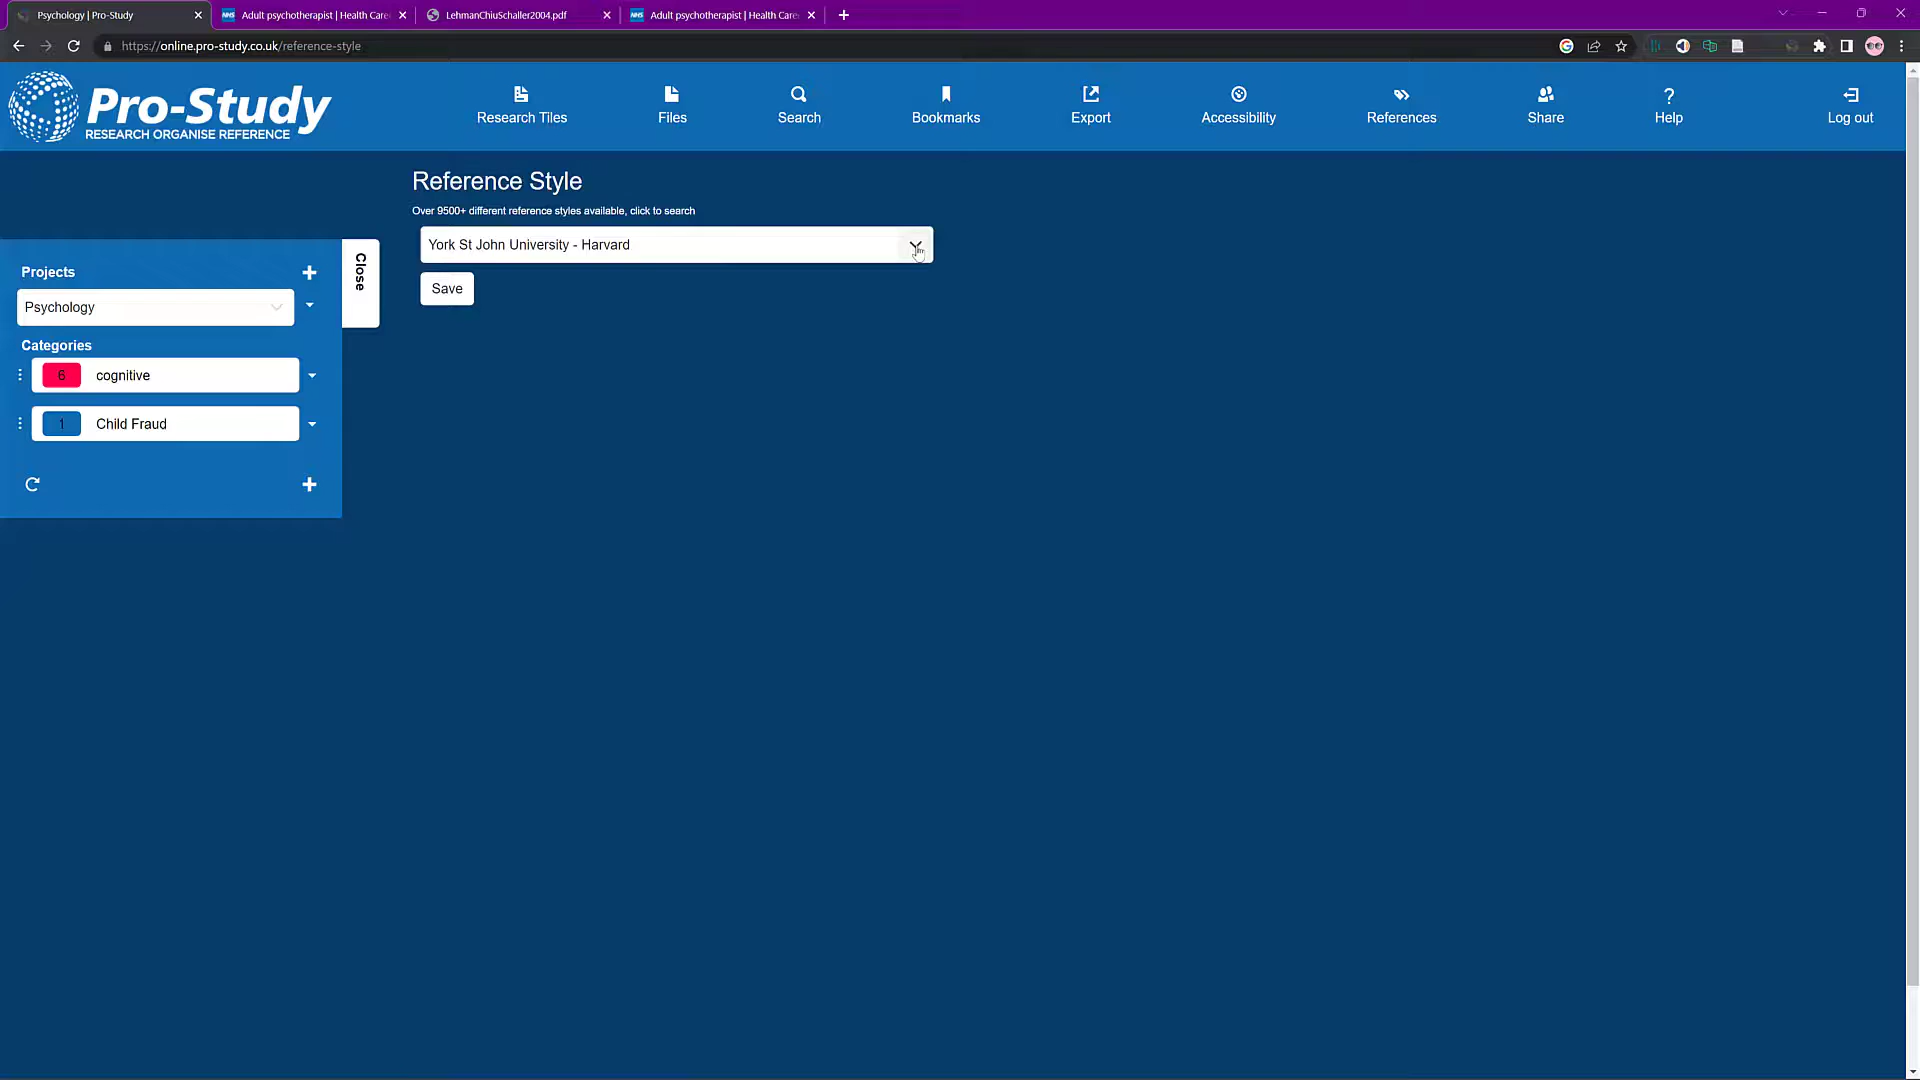 Psychology | Pro-Study
Adult psychotherapist | Health Care
LehmanChiuSchaller2004.pdf
Adult psychotherapist | Health Care
https://online.pro-study.co.uk/reference-style
Pro-Study
RESEARCH ORGANISE REFERENCE
Research Tiles
Files
Search
Bookmarks
Export
Accessibility
References
Share
? Help
Log out
Reference Style
Over 9500+ different reference styles available, click to search
York St John University - Harvard
Save
Close
Projects
Psychology
Categories
6 cognitive
1 Child Fraud